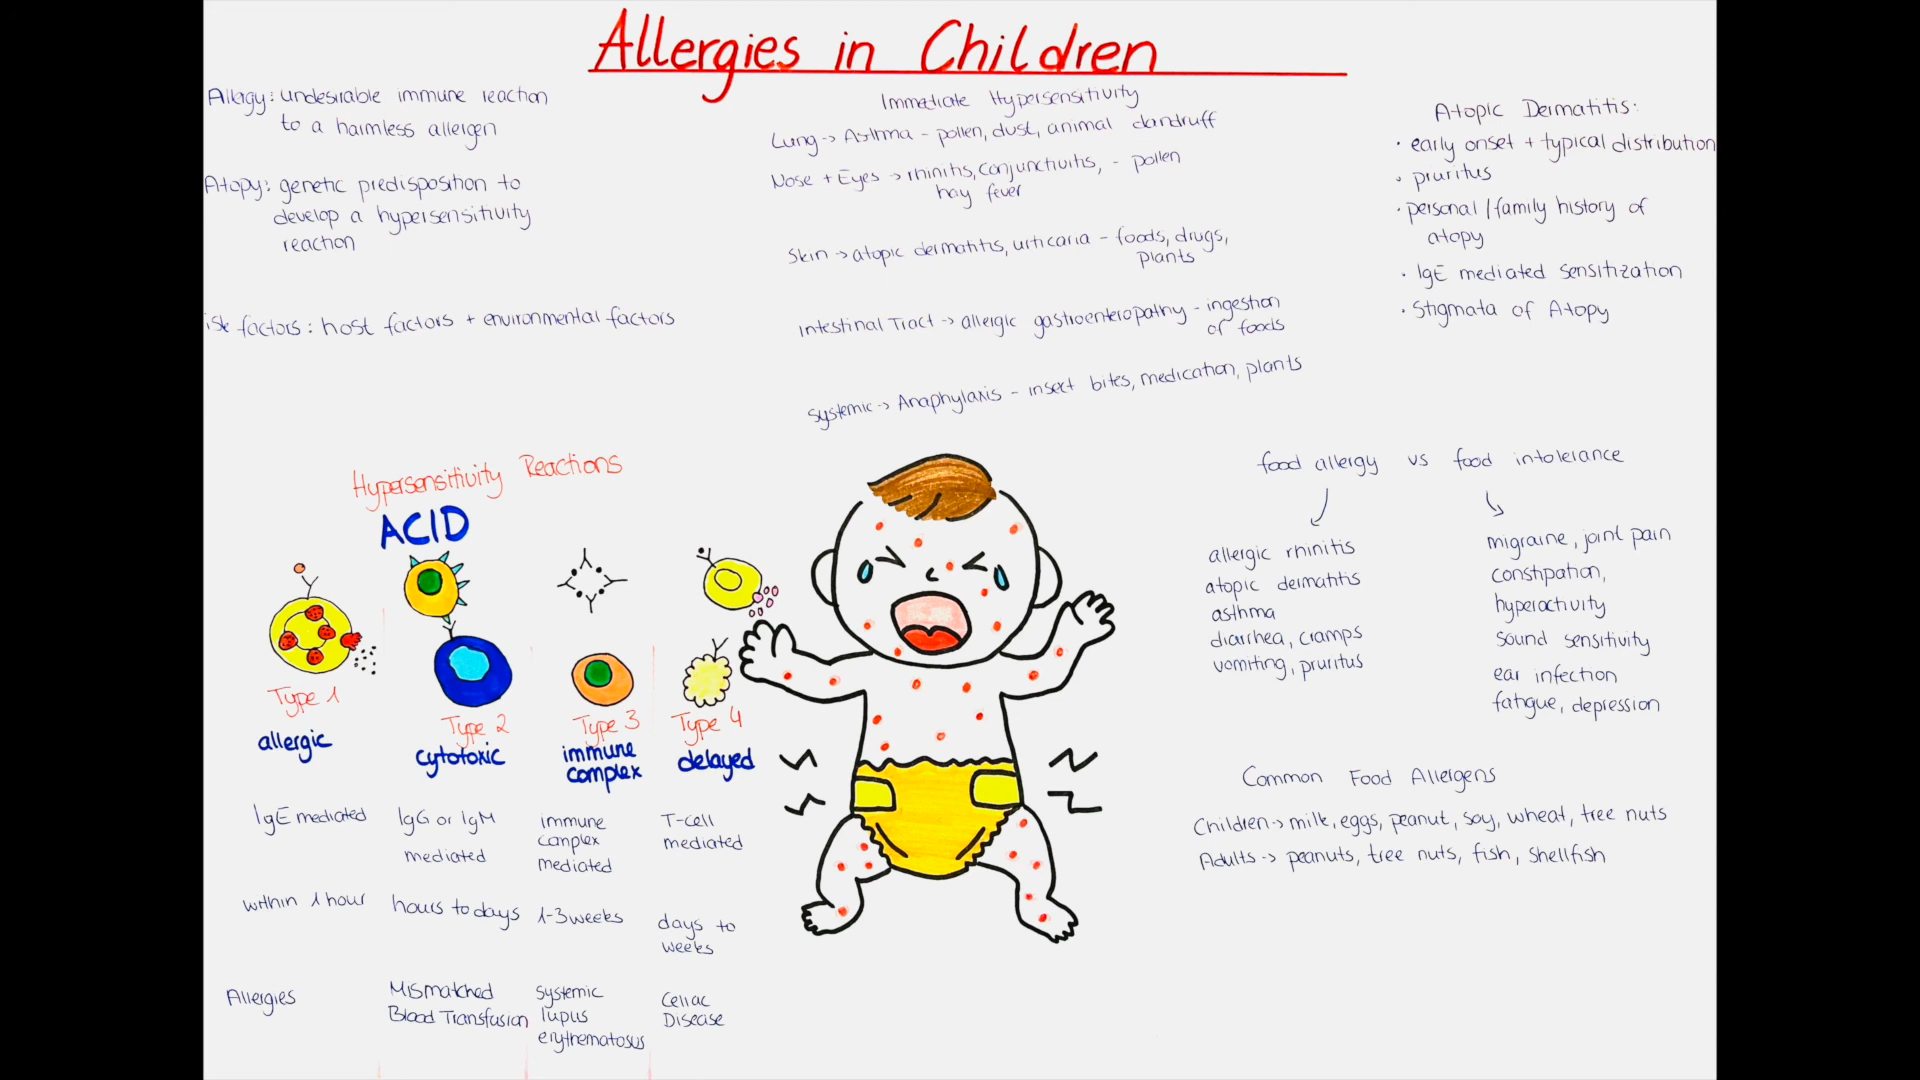 Allergies in Children
Allergy: undesirable immune reaction
to a harmless allergen
Atopy: genetic predisposition to
develop a hypersensitivity
reaction
isk factors: host factors + environmental factors
Immediate Hypersensitivity
Lung -> Asthma - pollen, dust, animal dandruff
Nose + Eyes -> rhinitis, conjunctivitis, - pollen
hay fever
Skin -> atopic dermatitis, urticaria - foods, drugs,
plants
Intestinal Tract -> allergic gastroenteropathy - ingestion
of foods
Systemic -> Anaphylaxis - insect bites, medication, plants
Atopic Dermatitis:
· early onset + typical distribution
· pruritus
· personal / family history of
atopy
· IgE mediated sensitization
· Stigmata of Atopy
Hypersensitivity Reactions
ACID
Type 1
allergic
IgE mediated
within 1 hour
Allergies
Type 2
cytotoxic
IgG or IgM
mediated
hours to days
Mismatched
Blood Transfusion
Type 3
immune
complex
immune
complex
mediated
1-3 weeks
systemic
lupus
erythematosus
Type 4
delayed
T-cell
mediated
days to
weeks
Celiac
Disease
food allergy vs food intolerance
allergic rhinitis
atopic dermatitis
asthma
diarrhea, cramps
vomiting, pruritus
migraine, joint pain
constipation,
hyperactivity
sound sensitivity
ear infection
fatigue, depression
Common Food Allergens
Children -> milk, eggs, peanut, soy, wheat, tree nuts
Adults -> peanuts, tree nuts, fish, shellfish